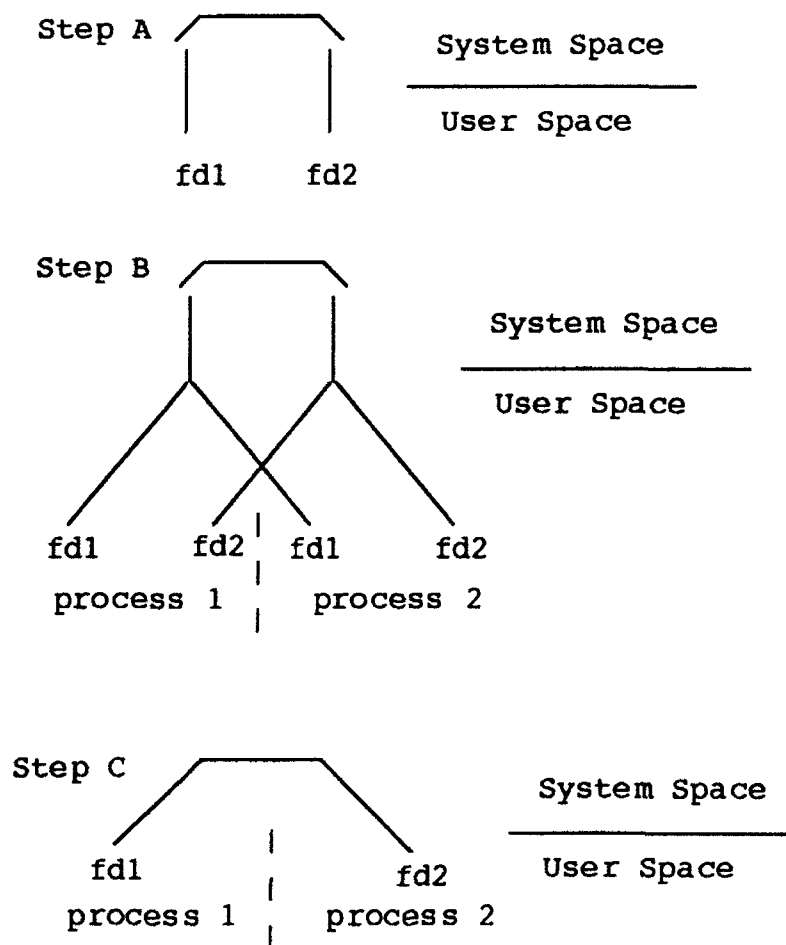 Step A
System Space
User Space
fd1 fd2
Step B
System Space
User Space
fd1 fd2 fd1 fd2
process 1 process 2
Step C
System Space
User Space
fd1 fd2
process 1 process 2